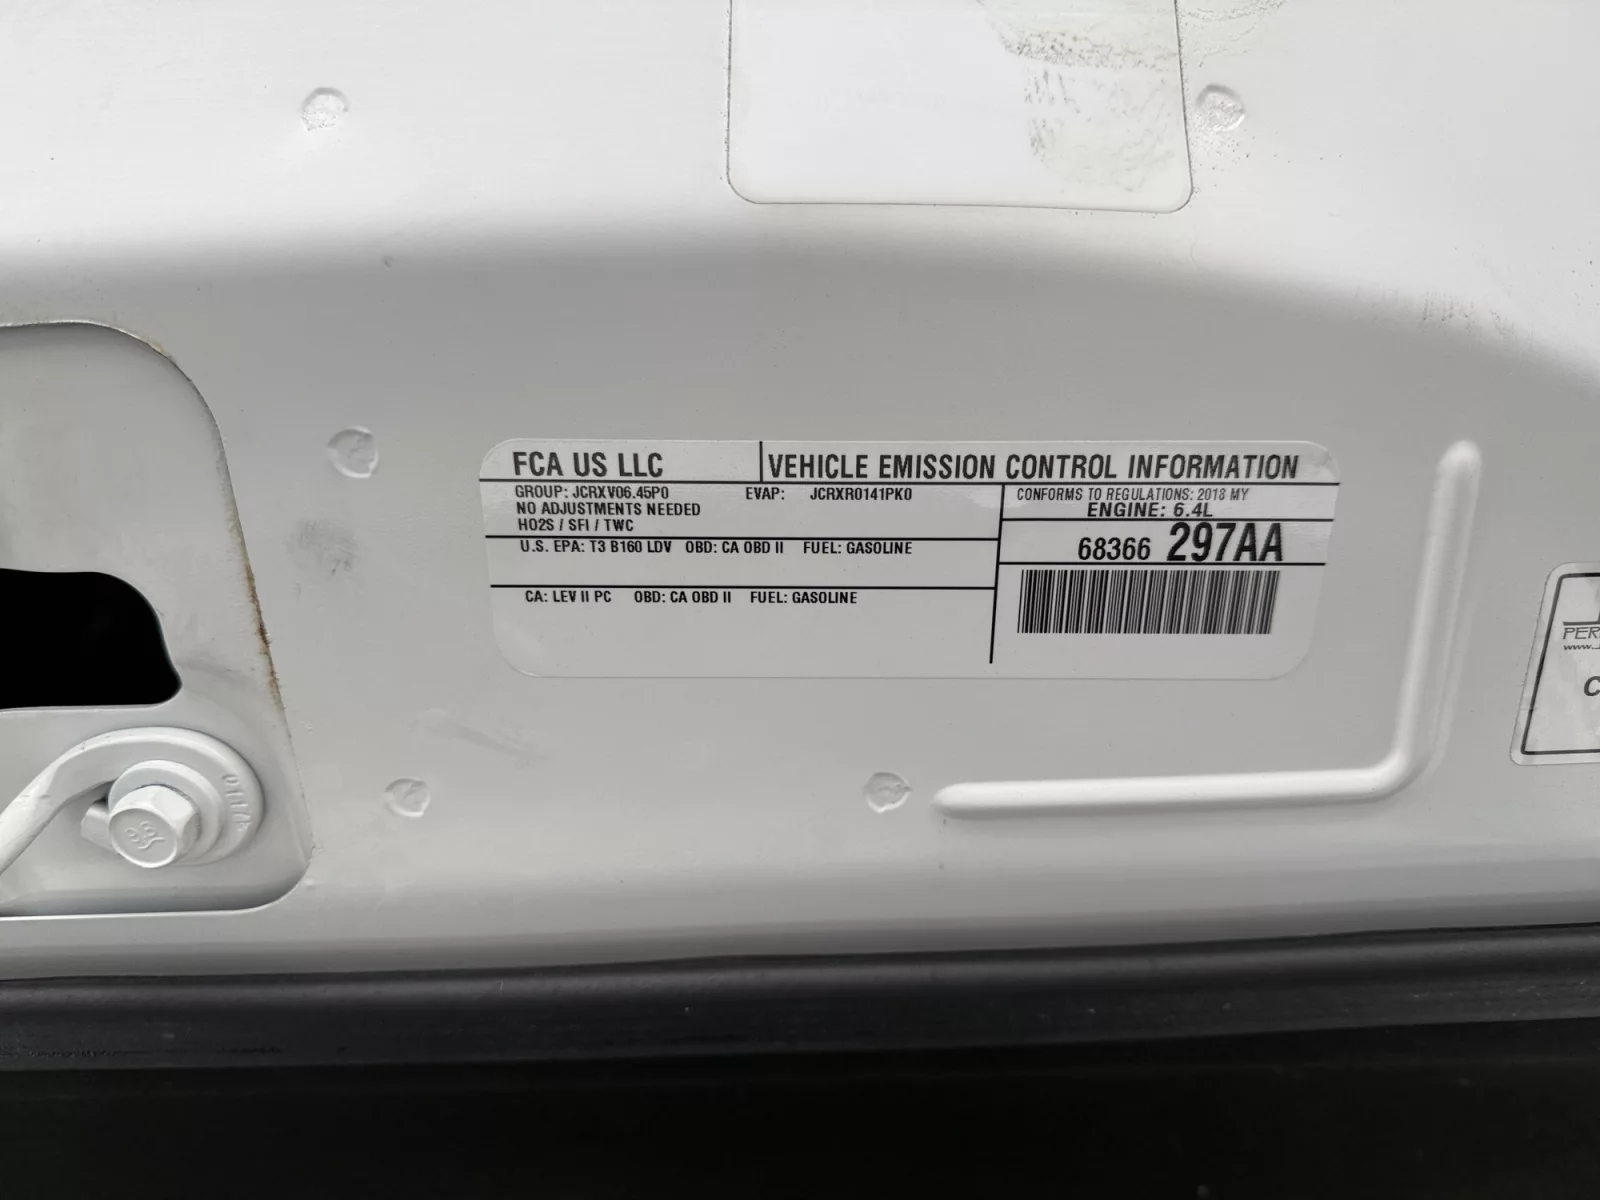 FCA US LLC
VEHICLE EMISSION CONTROL INFORMATION
GROUP: JCRXV06.45P0 EVAP: JCRXR0141PK0
NO ADJUSTMENTS NEEDED
HO2S / SFI / TWC
U.S. EPA: T3 B160 LDV OBD: CA OBD II FUEL: GASOLINE
CA: LEV II PC OBD: CA OBD II FUEL: GASOLINE
CONFORMS TO REGULATIONS: 2018 MY
ENGINE: 6.4L
68366 297AA